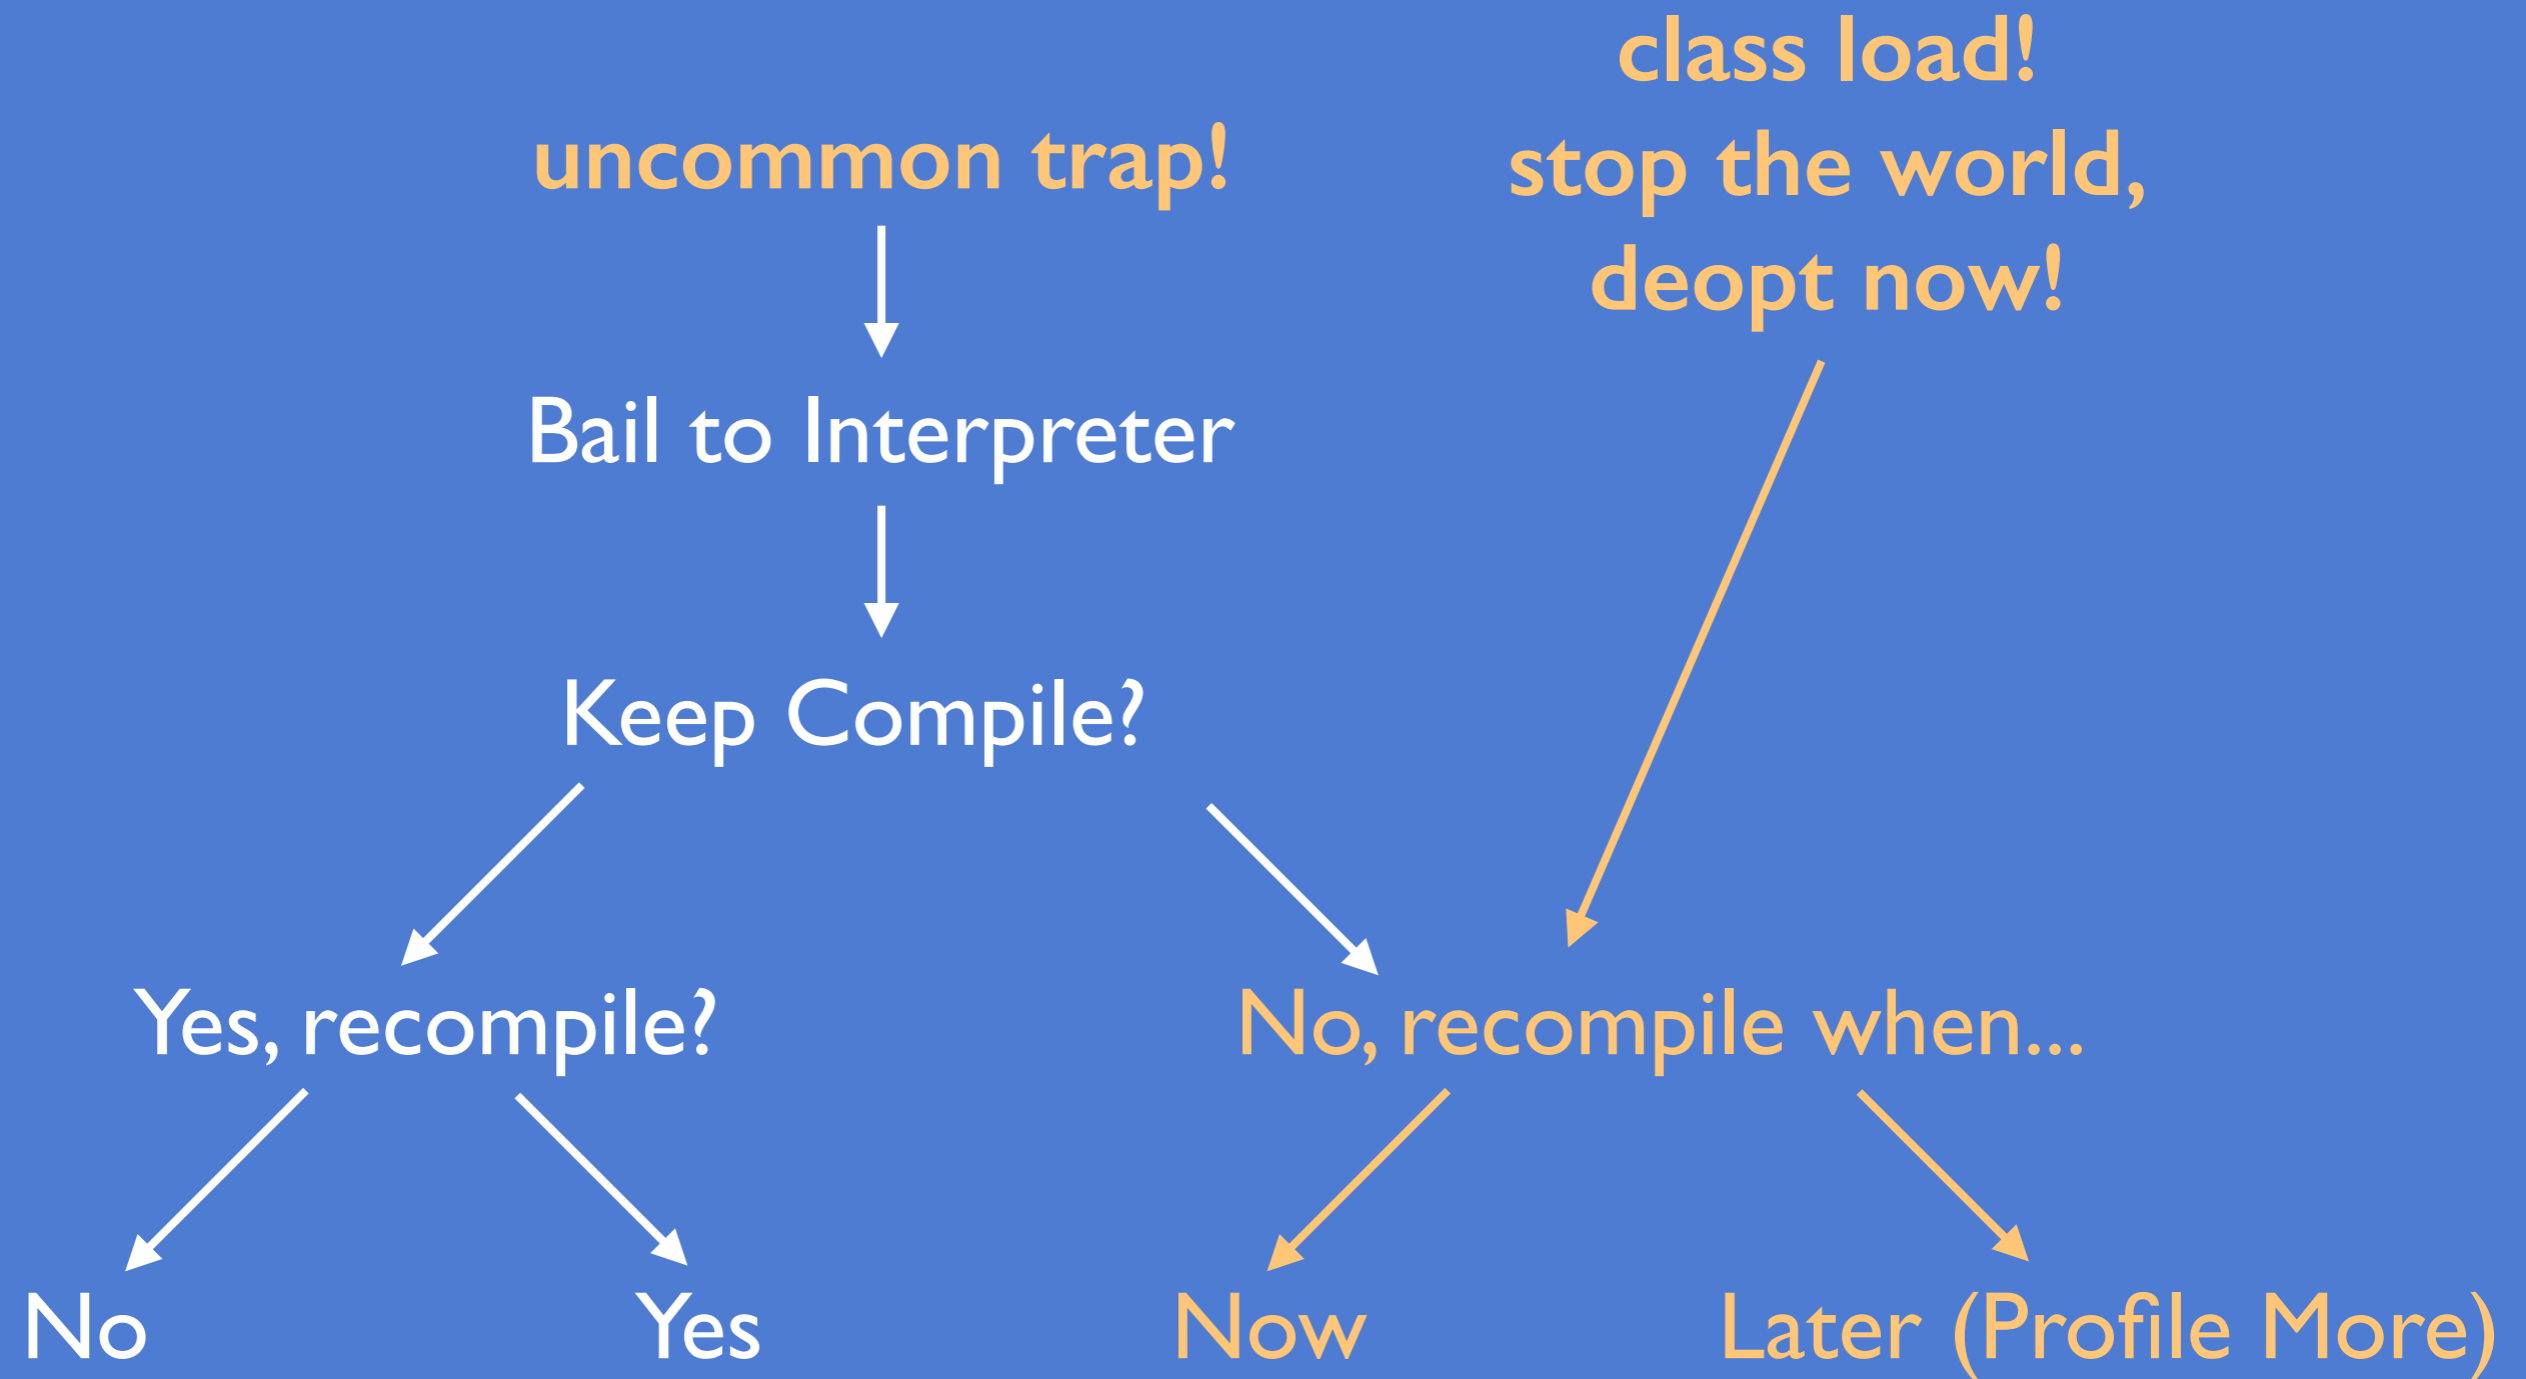 uncommon trap!
class load!
stop the world,
deopt now!
Bail to Interpreter
Keep Compile?
Yes, recompile?
No, recompile when...
No
Yes
Now
Later (Profile More)